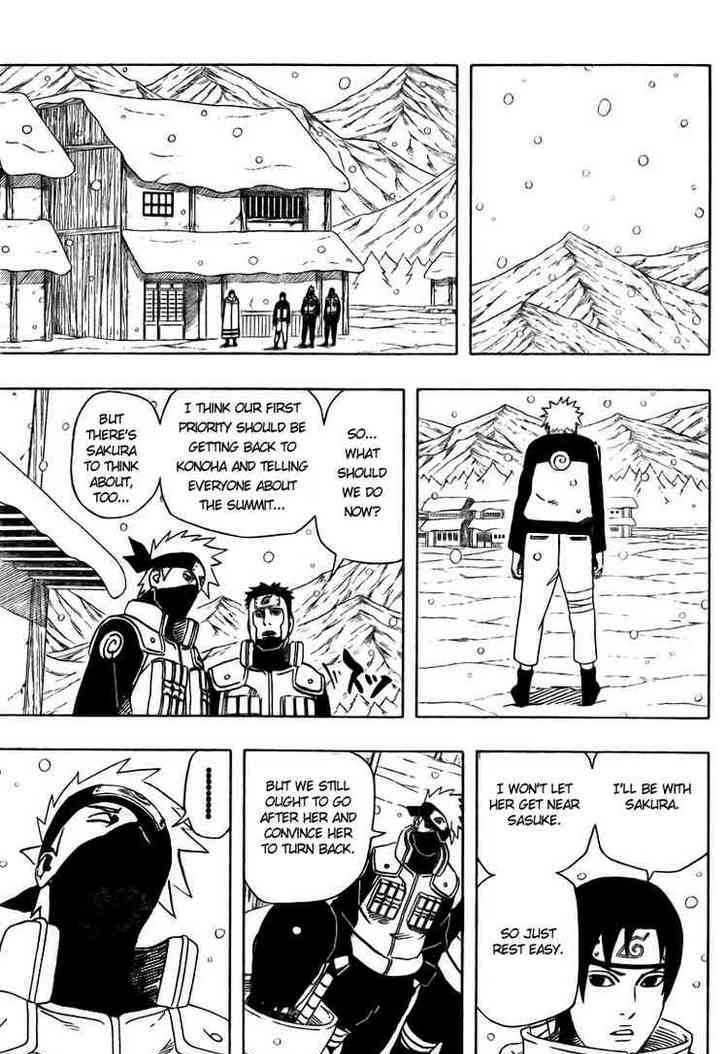 SO...
WHAT
SHOULD
WE DO
NOW?
I THINK OUR FIRST
PRIORITY SHOULD BE
GETTING BACK TO
KONOHA AND TELLING
EVERYONE ABOUT
THE SUMMIT...
BUT
THERE'S
SAKURA
TO THINK
ABOUT,
TOO...
I'LL BE WITH
SAKURA.
I WON'T LET
HER GET NEAR
SASUKE.
SO JUST
REST EASY.
BUT WE STILL
OUGHT TO GO
AFTER HER AND
CONVINCE HER
TO TURN BACK.
.........